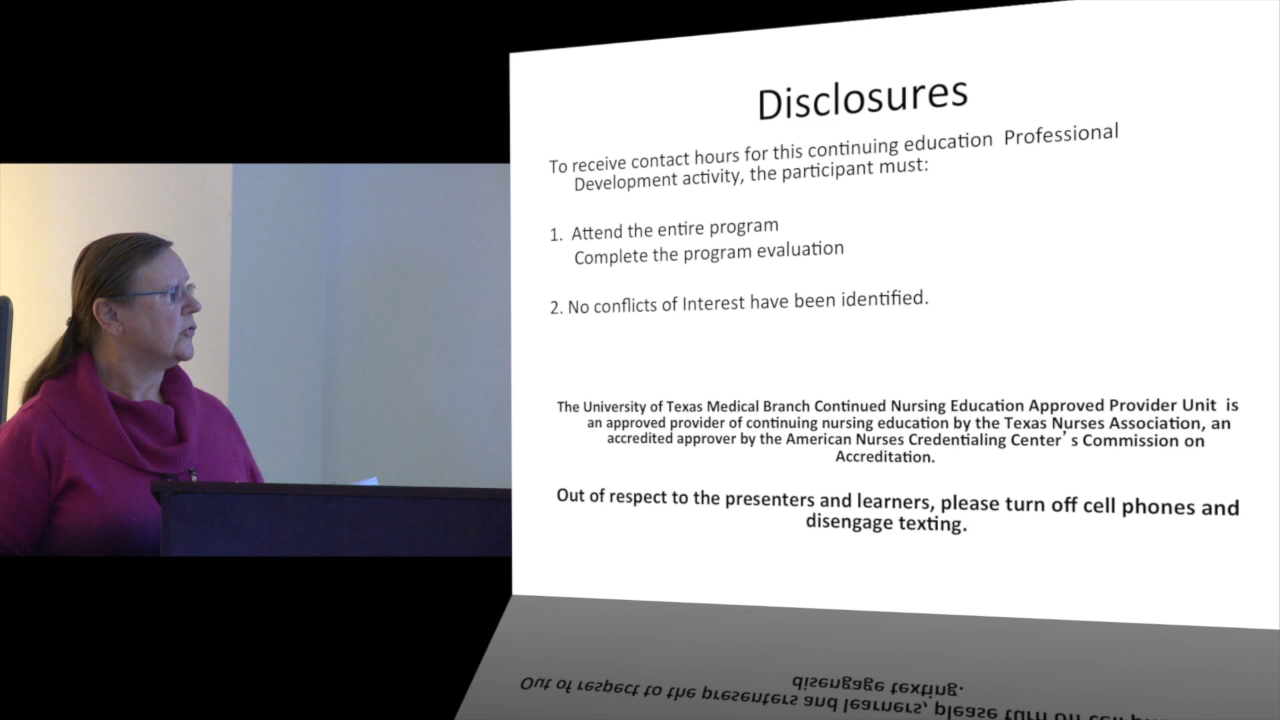 Disclosures
To receive contact hours for this continuing education  Professional
Development activity, the participant must:
1.  Attend the entire program
Complete the program evaluation
2. No conflicts of Interest have been identified.
The University of Texas Medical Branch Continued Nursing Education Approved Provider Unit  is
an approved provider of continuing nursing education by the Texas Nurses Association, an
accredited approver by the American Nurses Credentialing Center's Commission on
Accreditation.
Out of respect to the presenters and learners, please turn off cell phones and
disengage texting.